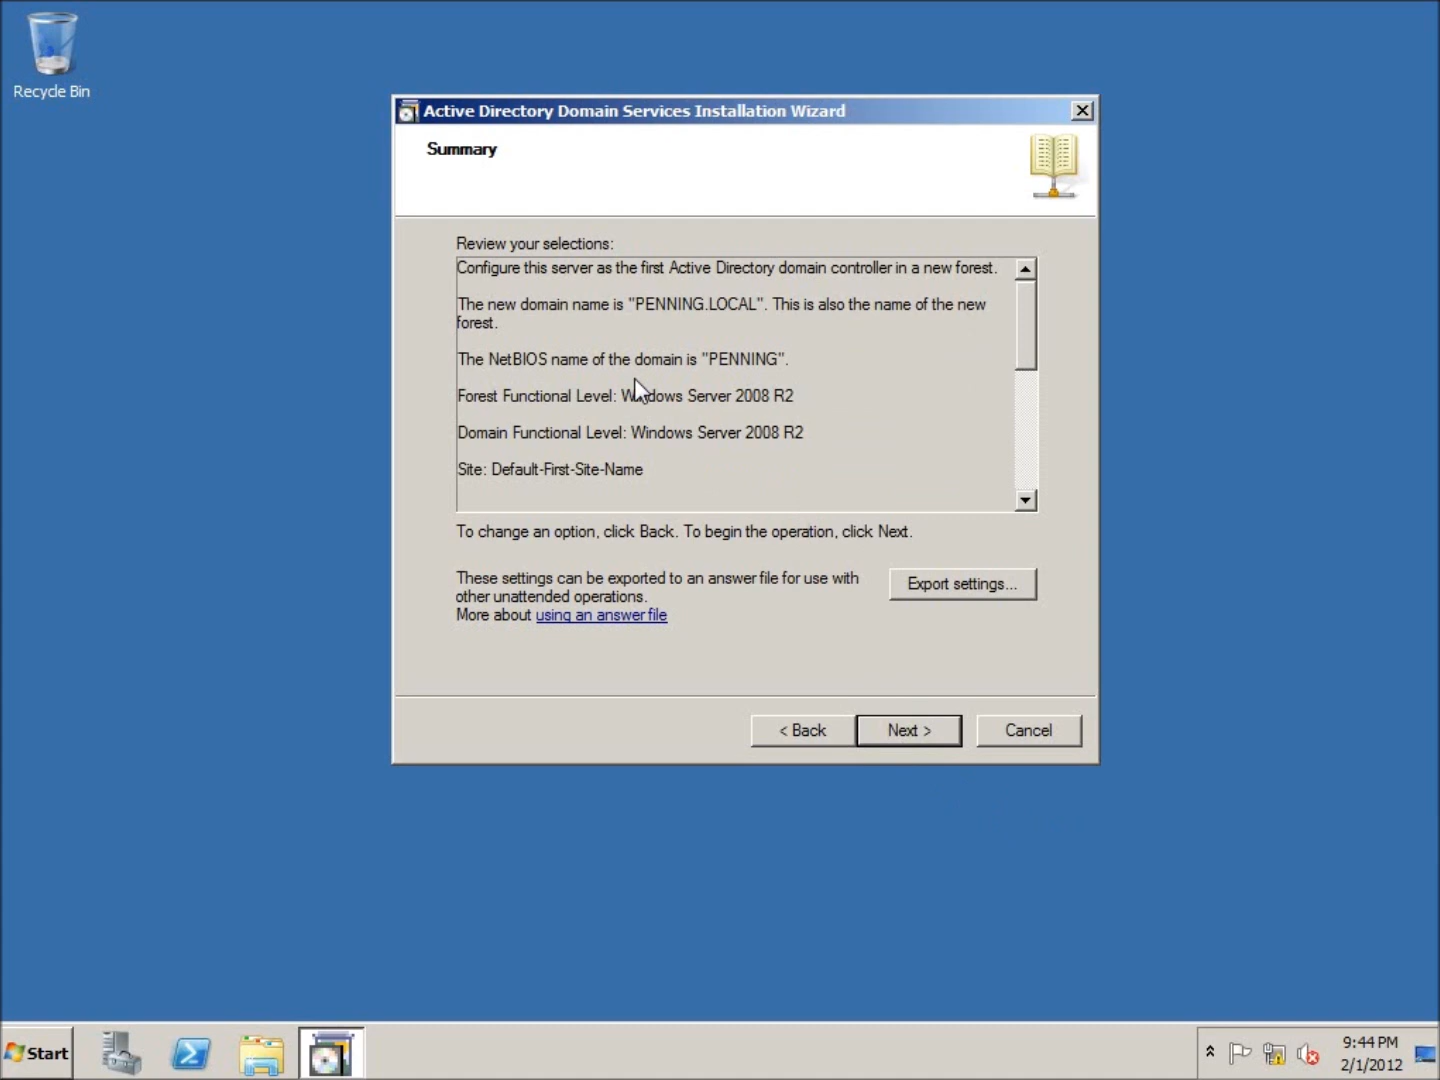 Recycle Bin
Active Directory Domain Services Installation Wizard
Summary
Review your selections:
Configure this server as the first Active Directory domain controller in a new forest.
The new domain name is "PENNING.LOCAL". This is also the name of the new
forest.
The NetBIOS name of the domain is "PENNING".
Forest Functional Level: Windows Server 2008 R2
Domain Functional Level: Windows Server 2008 R2
Site: Default-First-Site-Name
To change an option, click Back. To begin the operation, click Next.
These settings can be exported to an answer file for use with
other unattended operations.
More about using an answer file
Export settings...
< Back
Next >
Cancel
Start
9:44 PM
2/1/2012